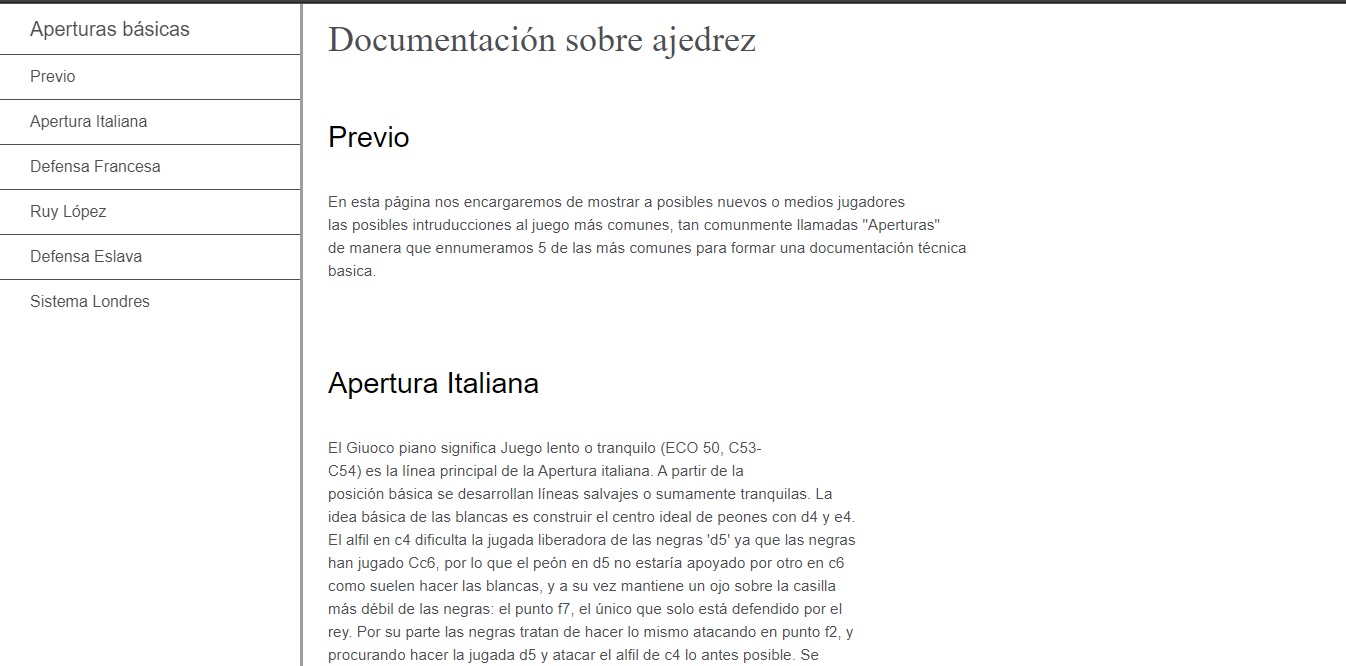 Aperturas básicas
Previo
Apertura Italiana
Defensa Francesa
Ruy López
Defensa Eslava
Sistema Londres
Documentación sobre ajedrez
Previo
En esta página nos encargaremos de mostrar a posibles nuevos o medios jugadores
las posibles intruducciones al juego más comunes, tan comunmente llamadas "Aperturas"
de manera que ennumeramos 5 de las más comunes para formar una documentación técnica
basica.
Apertura Italiana
El Giuoco piano significa Juego lento o tranquilo (ECO 50, C53-
C54) es la línea principal de la Apertura italiana. A partir de la
posición básica se desarrollan líneas salvajes o sumamente tranquilas. La
idea básica de las blancas es construir el centro ideal de peones con d4 y e4.
El alfil en c4 dificulta la jugada liberadora de las negras 'd5' ya que las negras
han jugado Cc6, por lo que el peón en d5 no estaría apoyado por otro en c6
como suelen hacer las blancas, y a su vez mantiene un ojo sobre la casilla
más débil de las negras: el punto f7, el único que solo está defendido por el
rey. Por su parte las negras tratan de hacer lo mismo atacando en punto f2, y
procurando hacer la jugada d5 y atacar el alfil de c4 lo antes posible. Se